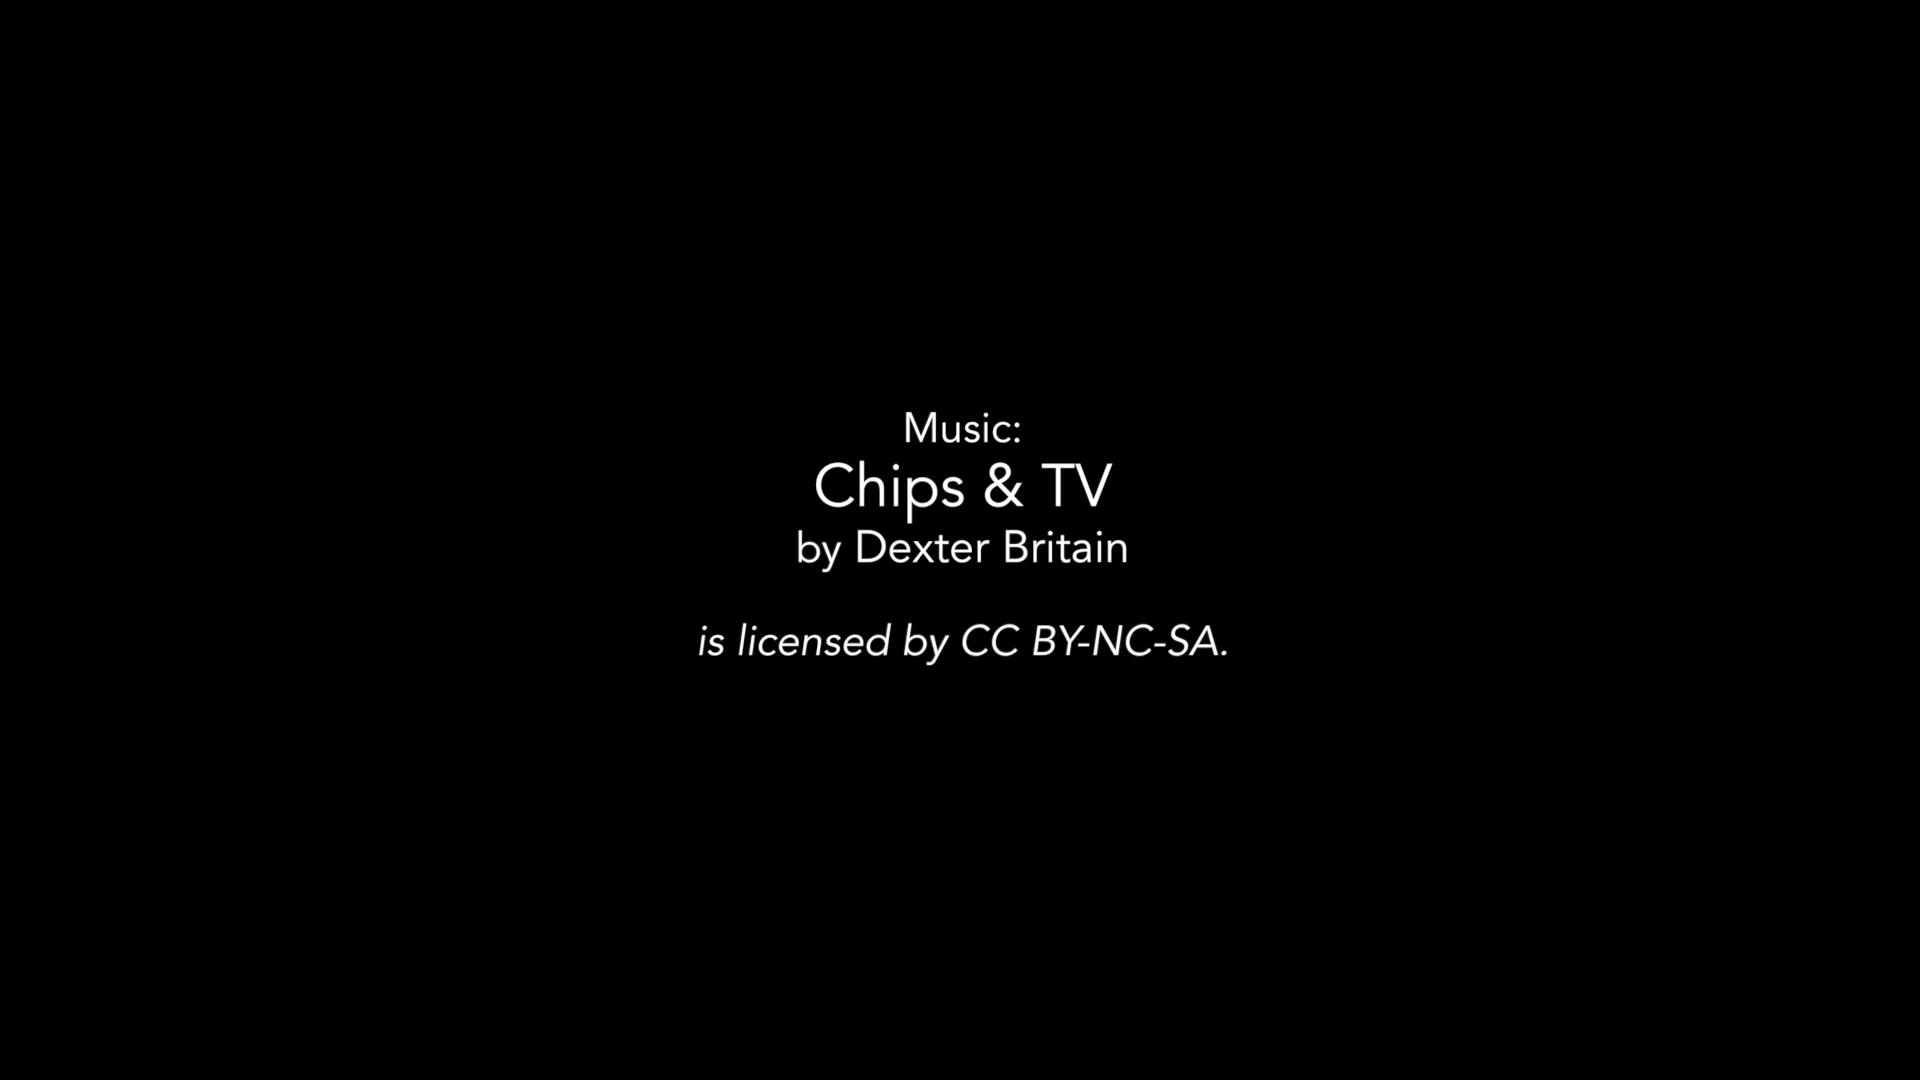 Music:
Chips & TV
by Dexter Britain
is licensed by CC BY-NC-SA.